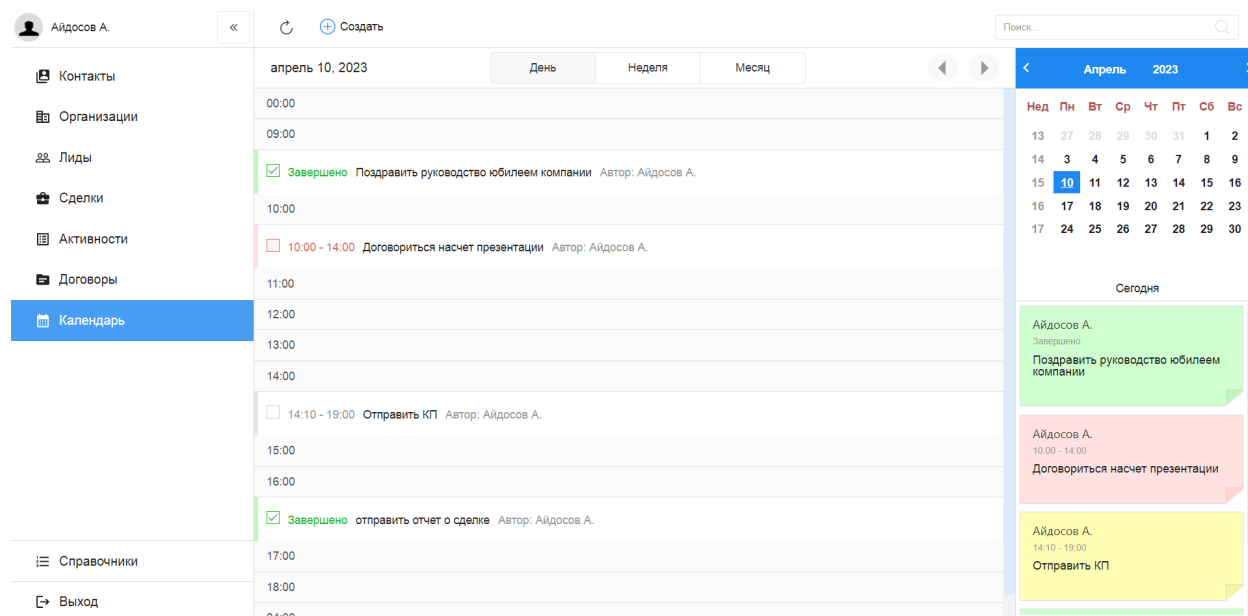 Айдосов А.
«
Создать
Поиск...
Контакты
Организации
Лиды
Сделки
Активности
Договоры
Календарь
Справочники
Выход
апрель 10, 2023
День Неделя Месяц
00:00
09:00
Завершено Поздравить руководство юбилеем компании Автор: Айдосов А.
10:00
10:00 - 14:00 Договориться насчет презентации Автор: Айдосов А.
11:00
12:00
13:00
14:00
14:10 - 19:00 Отправить КП Автор: Айдосов А.
15:00
16:00
Завершено отправить отчет о сделке Автор: Айдосов А.
17:00
18:00
Апрель 2023
Нед Пн Вт Ср Чт Пт Сб Вс
13 27 28 29 30 31 1 2
14 3 4 5 6 7 8 9
15 10 11 12 13 14 15 16
16 17 18 19 20 21 22 23
17 24 25 26 27 28 29 30
Сегодня
Айдосов А.
Завершено
Поздравить руководство юбилеем
компании
Айдосов А.
10:00 - 14:00
Договориться насчет презентации
Айдосов А.
14:10 - 19:00
Отправить КП